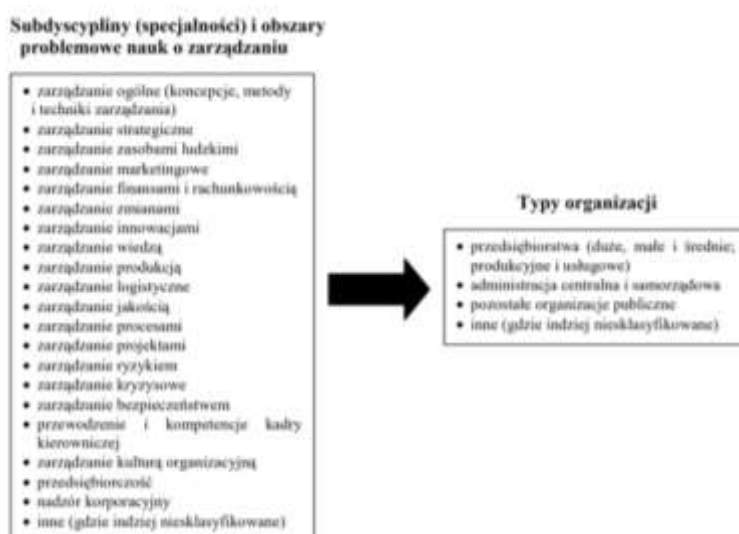 Subdyscypliny (specjalności) i obszary
problemowe nauk o zarządzaniu
• zarządzanie ogólne (koncepcje, metody
i techniki zarządzania)
• zarządzanie strategiczne
• zarządzanie zasobami ludzkimi
• zarządzanie marketingowe
• zarządzanie finansami i rachunkowością
• zarządzanie zmianami
• zarządzanie innowacjami
• zarządzanie wiedzą
• zarządzanie produkcją
• zarządzanie logistyczne
• zarządzanie jakością
• zarządzanie procesami
• zarządzanie projektami
• zarządzanie ryzykiem
• zarządzanie kryzysowe
• zarządzanie bezpieczeństwem
• przewodzenie i kompetencje kadry
kierowniczej
• zarządzanie kulturą organizacyjną
• przedsiębiorczość
• nadzór korporacyjny
• inne (gdzie indziej niesklasyfikowane)
Typy organizacji
• przedsiębiorstwa (duże, małe i średnie;
produkcyjne i usługowe)
• administracja centralna i samorządowa
• pozostałe organizacje publiczne
• inne (gdzie indziej niesklasyfikowane)